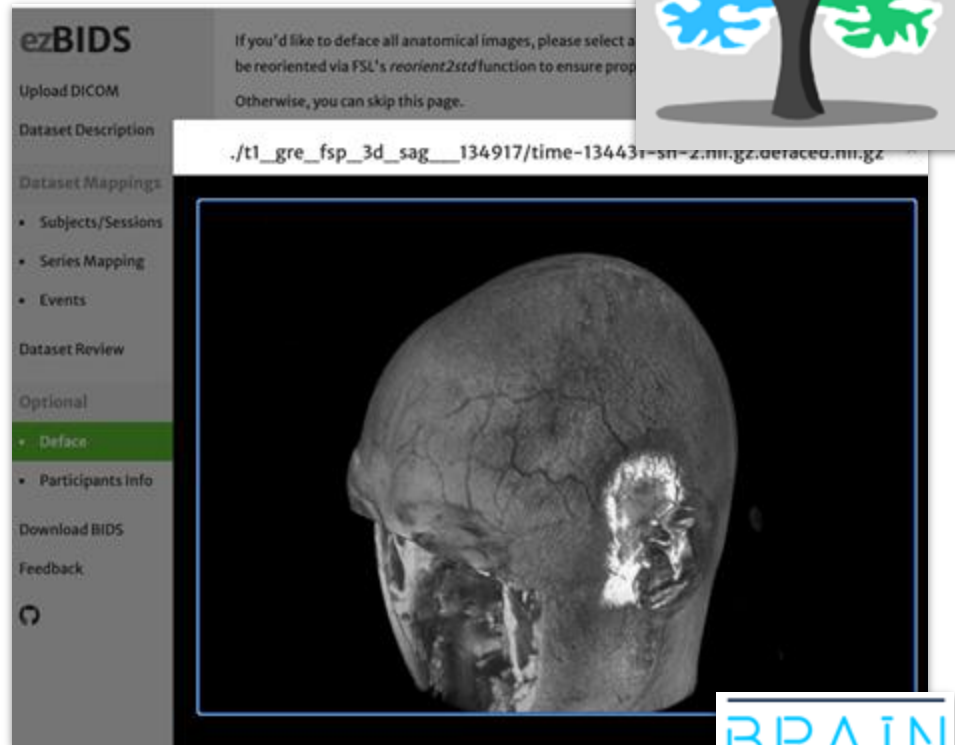 ezBIDS
If you'd like to deface all anatomical images, please select a
be reoriented via FSL's reorient2std function to ensure prop
Otherwise, you can skip this page.
Upload DICOM
Dataset Description
./t1_gre_fsp_3d_sag__134917/time-134431-sn-2.nii.gz.defaced.nii.gz
Dataset Mappings
• Subjects/Sessions
• Series Mapping
• Events
Dataset Review
Optional
• Deface
• Participants Info
Download BIDS
Feedback
BRAIN